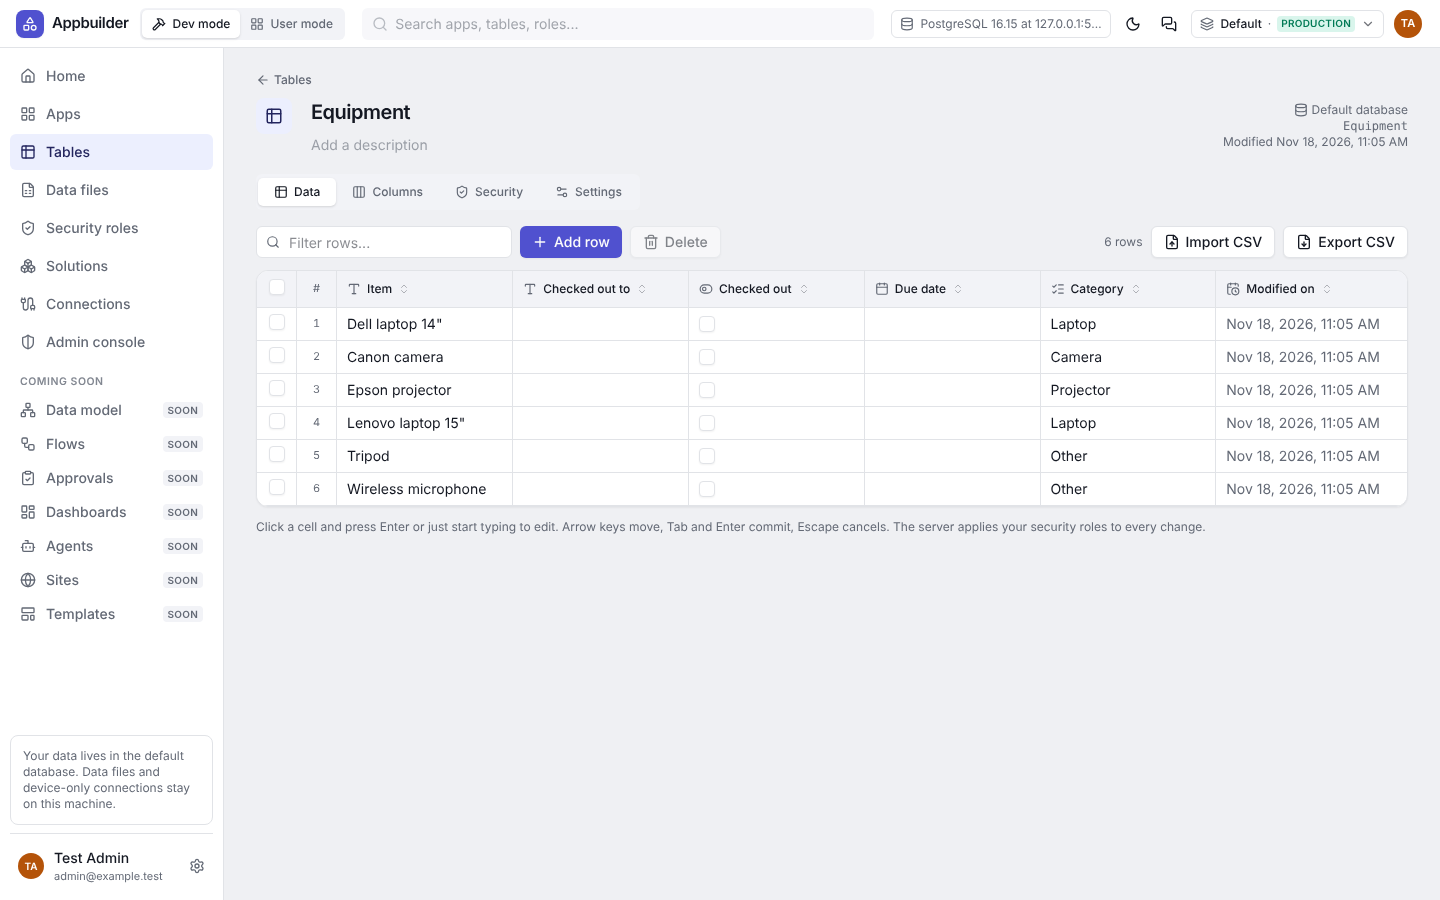 Appbuilder
Dev mode
User mode
Search apps, tables, roles...
PostgreSQL 16.15 at 127.0.0.1:5...
Default · PRODUCTION
TA
Home
Apps
Tables
Data files
Security roles
Solutions
Connections
Admin console
COMING SOON
Data model SOON
Flows SOON
Approvals SOON
Dashboards SOON
Agents SOON
Sites SOON
Templates SOON
Your data lives in the default
database. Data files and
device-only connections stay
on this machine.
TA
Test Admin
admin@example.test
Tables
Equipment
Add a description
Default database
Equipment
Modified Nov 18, 2026, 11:05 AM
Data Columns Security Settings
Filter rows...
Add row
Delete
6 rows
Import CSV
Export CSV
# Item Checked out to Checked out Due date Category Modified on
1 Dell laptop 14" Laptop Nov 18, 2026, 11:05 AM
2 Canon camera Camera Nov 18, 2026, 11:05 AM
3 Epson projector Projector Nov 18, 2026, 11:05 AM
4 Lenovo laptop 15" Laptop Nov 18, 2026, 11:05 AM
5 Tripod Other Nov 18, 2026, 11:05 AM
6 Wireless microphone Other Nov 18, 2026, 11:05 AM
Click a cell and press Enter or just start typing to edit. Arrow keys move, Tab and Enter commit, Escape cancels. The server applies your security roles to every change.